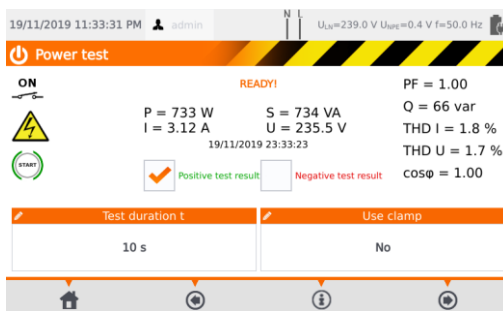 19/11/2019 11:33:31 PM admin N L U_LN=239.0 V U_NPE=0.4 V f=50.0 Hz
Power test
ON
READY!
PF = 1.00
P = 733 W S = 734 VA
Q = 66 var
I = 3.12 A U = 235.5 V
THD I = 1.8 %
19/11/2019 23:33:23
THD U = 1.7 %
START
Positive test result Negative test result
cosφ = 1.00
Test duration t Use clamp
10 s No